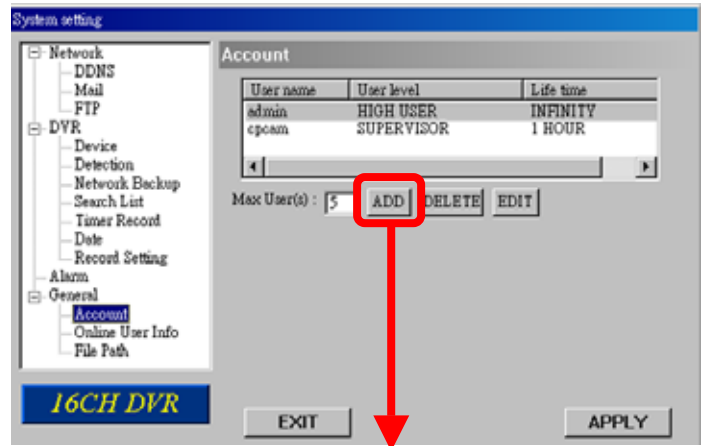 System setting
Network
DDNS
Mail
FTP
DVR
Device
Detection
Network Backup
Search List
Timer Record
Date
Record Setting
Alarm
General
Account
Online User Info
File Path
16CH DVR
Account
User name User level Life time
admin HIGH USER INFINITY
cpcam SUPERVISOR 1 HOUR
Max User(s) : 5 ADD DELETE EDIT
EXIT APPLY